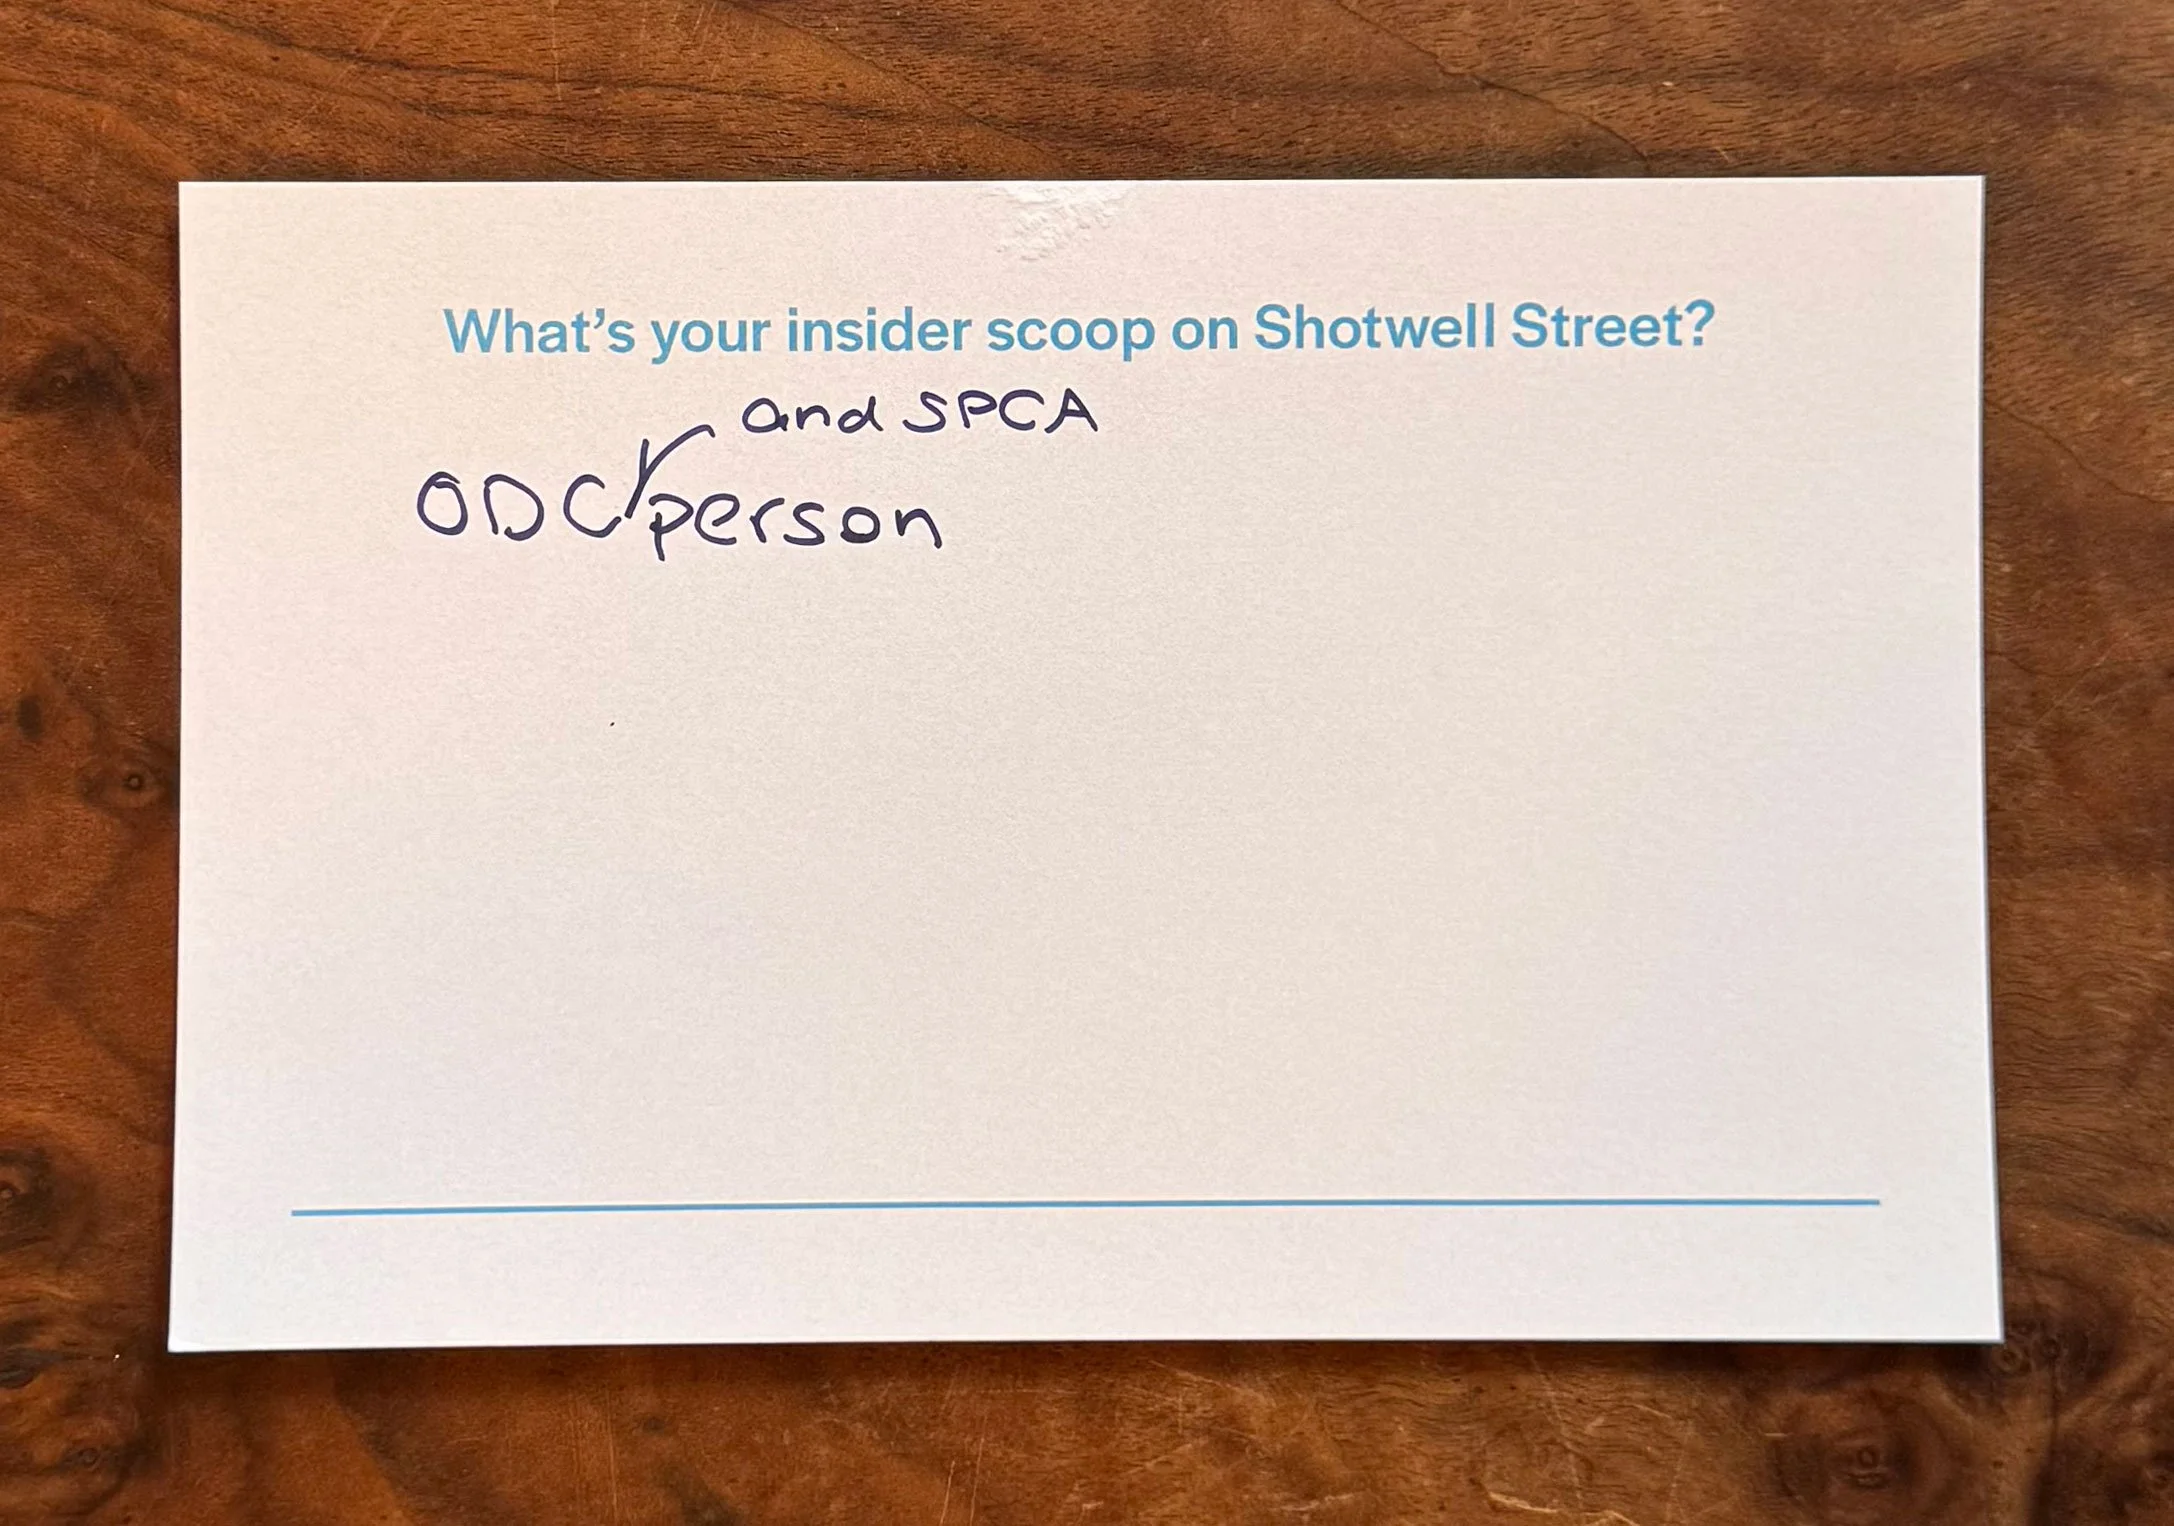 What's your insider scoop on Shotwell Street?
and SPCA
ODC person